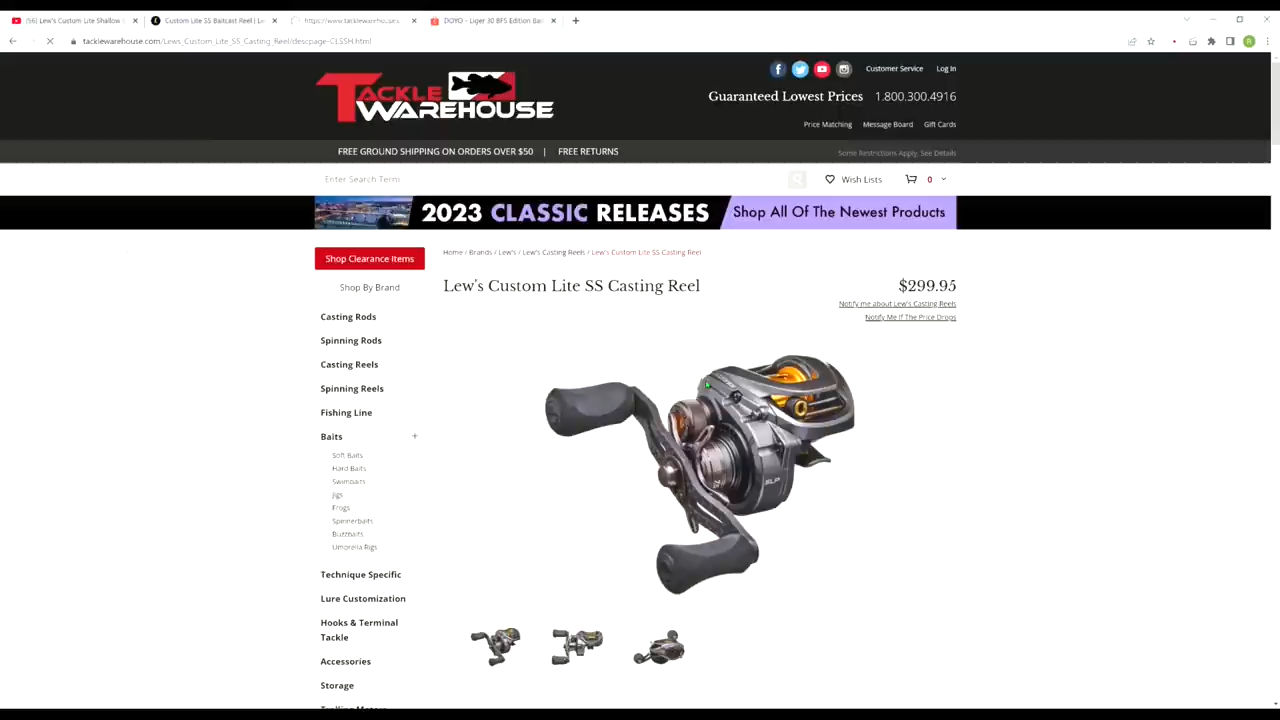 (56) Lew's Custum Lite Shallow
Custom Lite SS Baitcast Reel | Le
https://www.tacklewarehouse.c
DOYO - Liger 30 BFS Edition Bai
tacklewarehouse.com/Lews_Custom_Lite_SS_Casting_Reel/descpage-CLSSH.html
R
TACKLE WAREHOUSE
Customer Service
Log In
Guaranteed Lowest Prices 1.800.300.4916
Price Matching
Message Board
Gift Cards
FREE GROUND SHIPPING ON ORDERS OVER $50 | FREE RETURNS
Some Restrictions Apply, See Details
Enter Search Term
Wish Lists
0
2023 CLASSIC RELEASES
Shop All Of The Newest Products
Shop Clearance Items
Shop By Brand
Casting Rods
Spinning Rods
Casting Reels
Spinning Reels
Fishing Line
Baits +
Soft Baits
Hard Baits
Swimbaits
Jigs
Frogs
Spinnerbaits
Buzzbaits
Umbrella Rigs
Technique Specific
Lure Customization
Hooks & Terminal
Tackle
Accessories
Storage
Home / Brands / Lew's / Lew's Casting Reels / Lew's Custom Lite SS Casting Reel
Lew's Custom Lite SS Casting Reel
$299.95
Notify me about Lew's Casting Reels
Notify Me If The Price Drops
SLP